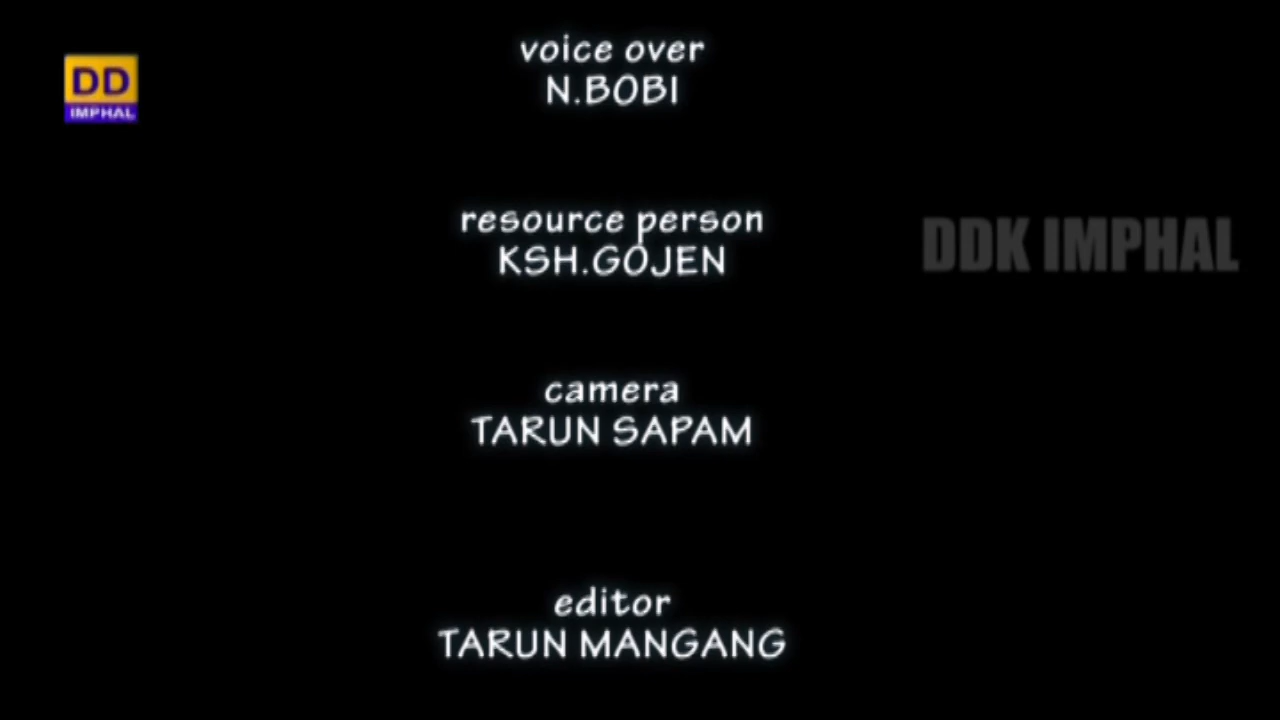 DD
IMPHAL
voice over
N.BOBI
resource person
KSH.GOJEN
DDK IMPHAL
camera
TARUN SAPAM
editor
TARUN MANGANG